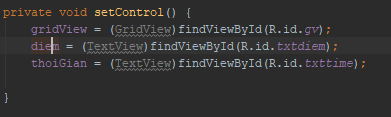 private void setControl() {
gridView = (GridView)findViewById(R.id.gv);
diem = (TextView)findViewById(R.id.txtdiem);
thoiGian = (TextView)findViewById(R.id.txttime);
}